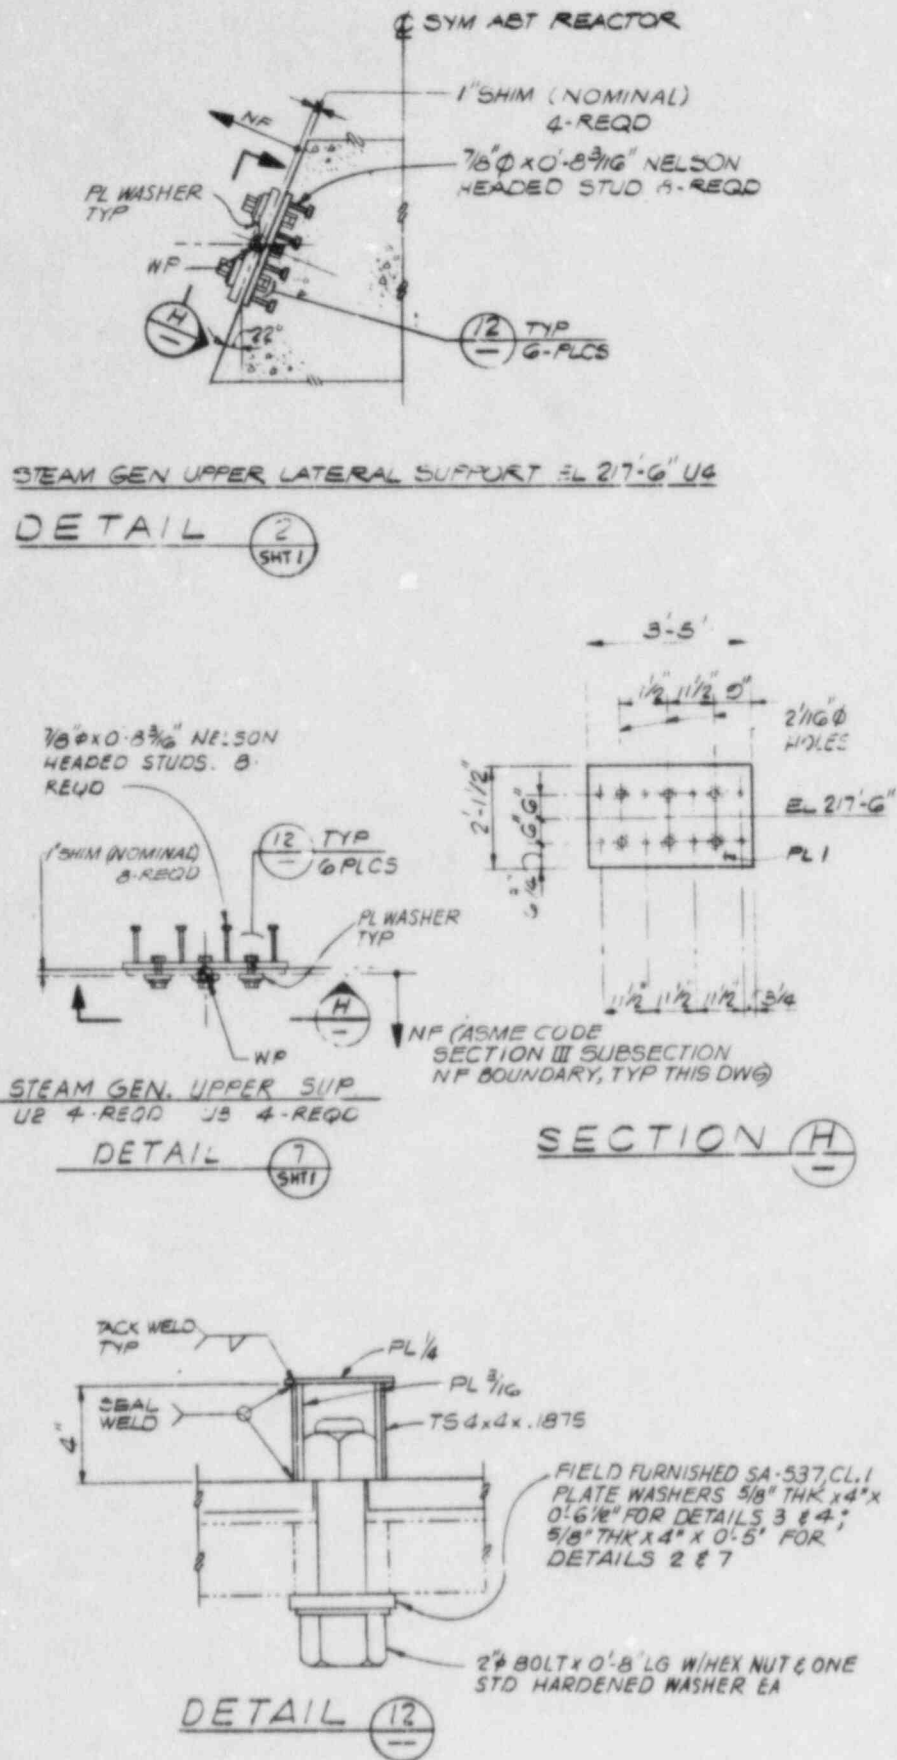 ℄ SYM ABT REACTOR
1" SHIM (NOMINAL)
4-REQD
NF
7/8"φ x 0'-8 3/16" NELSON
HEADED STUD 8-REQD
PL WASHER
TYP
WP
H
22°
12 TYP
6-PLCS
STEAM GEN UPPER LATERAL SUPPORT EL 217'-6" U4
DETAIL 2
SHT 1
3'-5"
11 1/2" 9"
2 1/16"φ
HOLES
7/8"φ x 0'-8 3/16" NELSON
HEADED STUDS. 8-
REQD
2'-1/2"
6" 6"
EL 217'-6"
PL 1
12 TYP
6 PLCS
1" SHIM (NOMINAL)
8-REQD
PL WASHER
TYP
6 1/4"
11 1/2" 11 1/2 11 1/2" 3 1/4
H
WP
NF (ASME CODE
SECTION III SUBSECTION
NF BOUNDARY, TYP THIS DWG)
STEAM GEN. UPPER SUP
U2 4-REQD U3 4-REQD
DETAIL 7
SHT 1
SECTION H
TACK WELD
TYP
PL 1/4
PL 3/16
SEAL
WELD
TS 4x4x.1875
4"
FIELD FURNISHED SA-537, CL.1
PLATE WASHERS 5/8" THK x 4" x
0'-6 1/2" FOR DETAILS 3 & 4;
5/8" THK x 4" x 0'-5" FOR
DETAILS 2 & 7
2"φ BOLT x 0'-8" LG W/HEX NUT & ONE
STD HARDENED WASHER EA
DETAIL 12